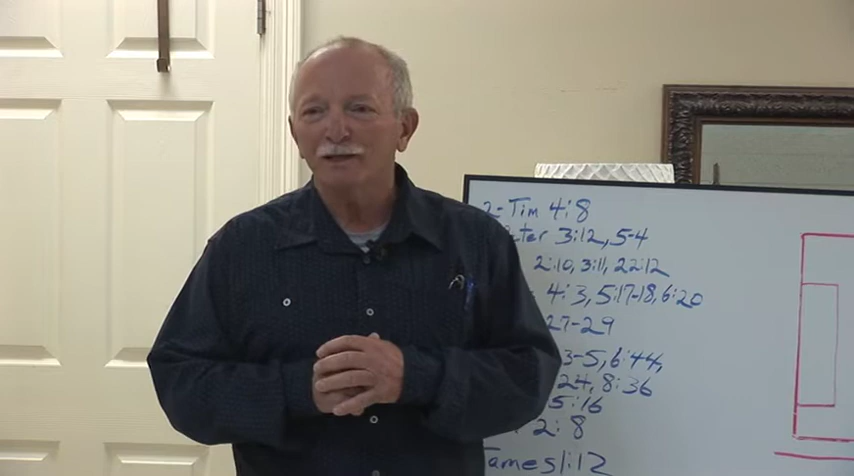 2-Tim 4:8
3:12, 5-4
2:10, 3:11, 22:12
4:3, 5:17-18, 6:20
27-29
3-5, 6:44,
24, 8:36
5:16
2:8
James 1:12